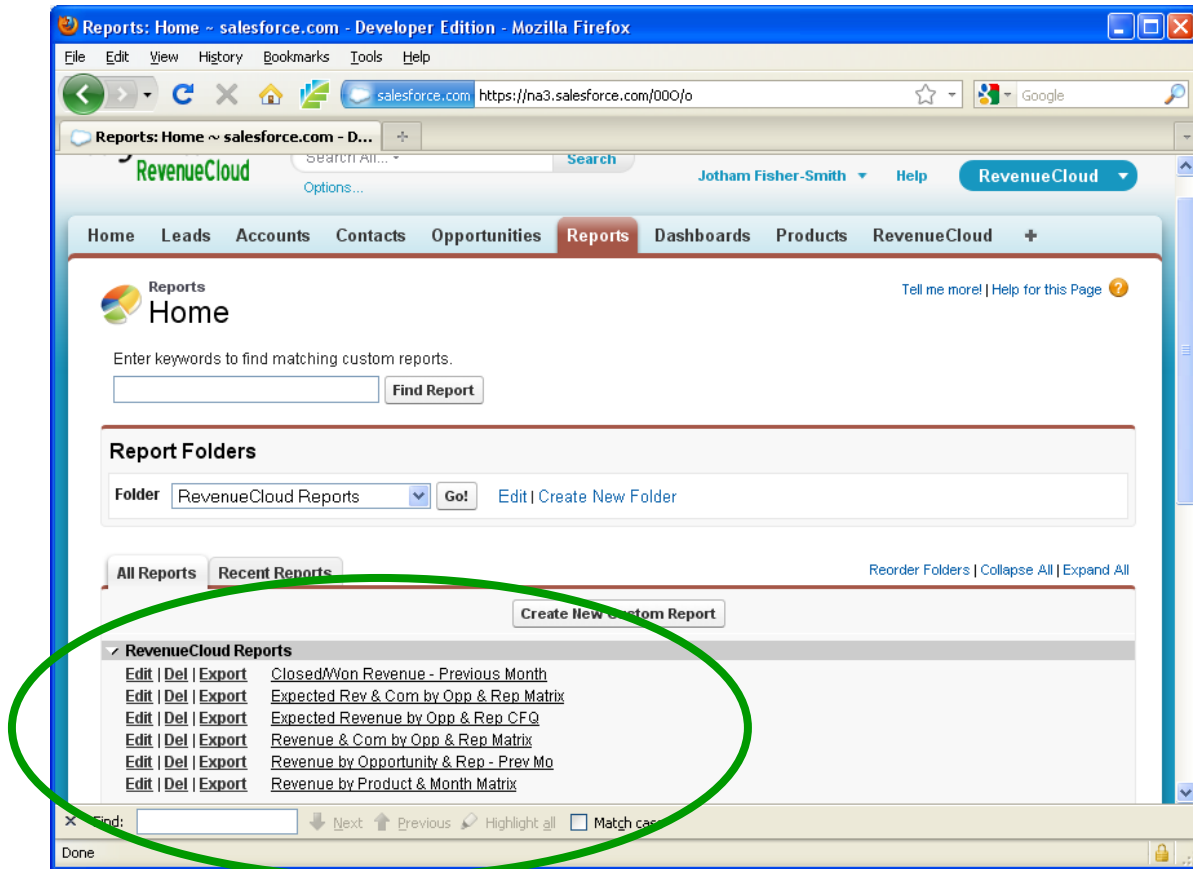 Reports: Home ~ salesforce.com - Developer Edition - Mozilla Firefox
File Edit View History Bookmarks Tools Help
salesforce.com https://na3.salesforce.com/00O/o Google
Reports: Home ~ salesforce.com - D...
RevenueCloud Search All... Search
Options... Jotham Fisher-Smith Help RevenueCloud
Home Leads Accounts Contacts Opportunities Reports Dashboards Products RevenueCloud +
Reports
Home
Tell me more! | Help for this Page ?
Enter keywords to find matching custom reports.
Find Report
Report Folders
Folder RevenueCloud Reports Go! Edit | Create New Folder
All Reports Recent Reports Reorder Folders | Collapse All | Expand All
Create New Custom Report
RevenueCloud Reports
Edit | Del | Export Closed/Won Revenue - Previous Month
Edit | Del | Export Expected Rev & Com by Opp & Rep Matrix
Edit | Del | Export Expected Revenue by Opp & Rep CFQ
Edit | Del | Export Revenue & Com by Opp & Rep Matrix
Edit | Del | Export Revenue by Opportunity & Rep - Prev Mo
Edit | Del | Export Revenue by Product & Month Matrix
Find: Next Previous Highlight all Match case
Done